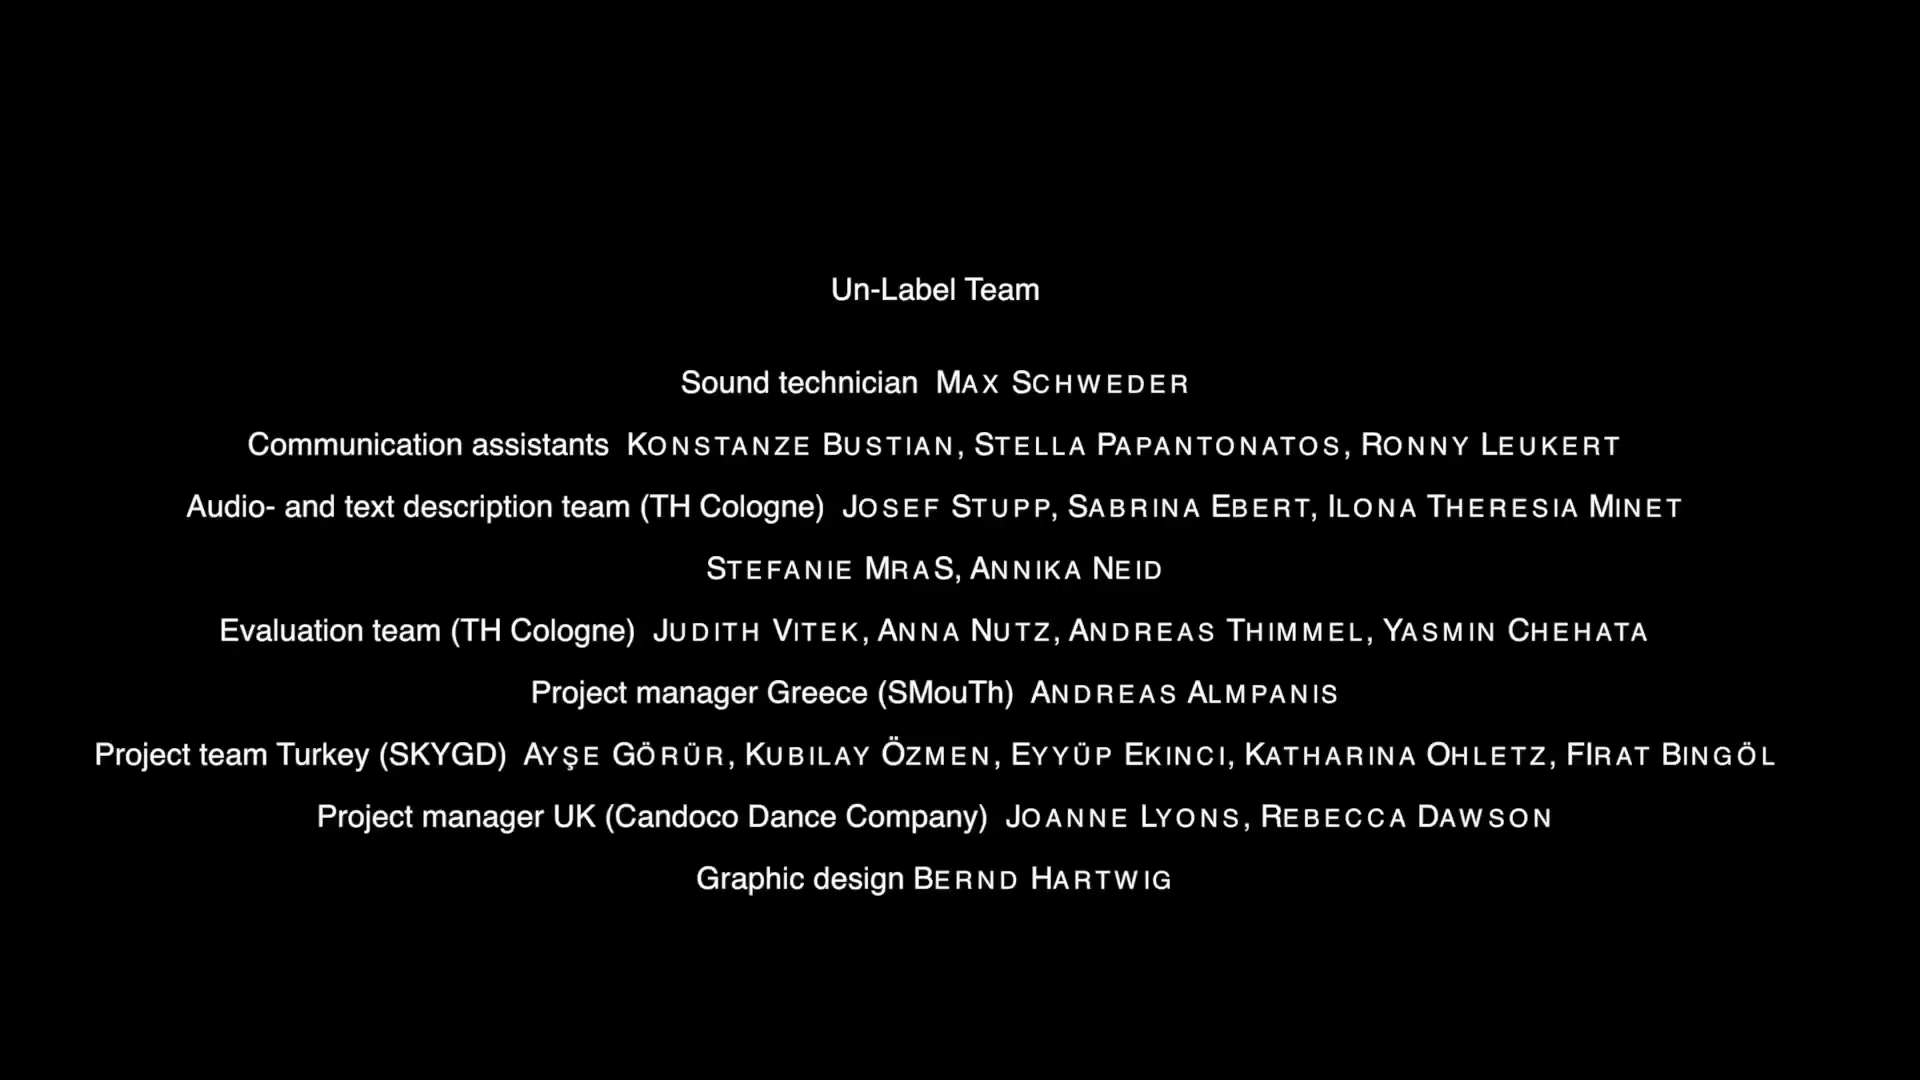 Un-Label Team
Sound technician Max Schweder
Communication assistants Konstanze Bustian, Stella Papantonatos, Ronny Leukert
Audio- and text description team (TH Cologne) Josef Stupp, Sabrina Ebert, Ilona Theresia Minet
Stefanie MraS, Annika Neid
Evaluation team (TH Cologne) Judith Vitek, Anna Nutz, Andreas Thimmel, Yasmin Chehata
Project manager Greece (SMouTh) Andreas Almpanis
Project team Turkey (SKYGD) Ayşe Görür, Kubilay Özmen, Eyyüp Ekinci, Katharina Ohletz, FIrat Bingöl
Project manager UK (Candoco Dance Company) Joanne Lyons, Rebecca Dawson
Graphic design Bernd Hartwig